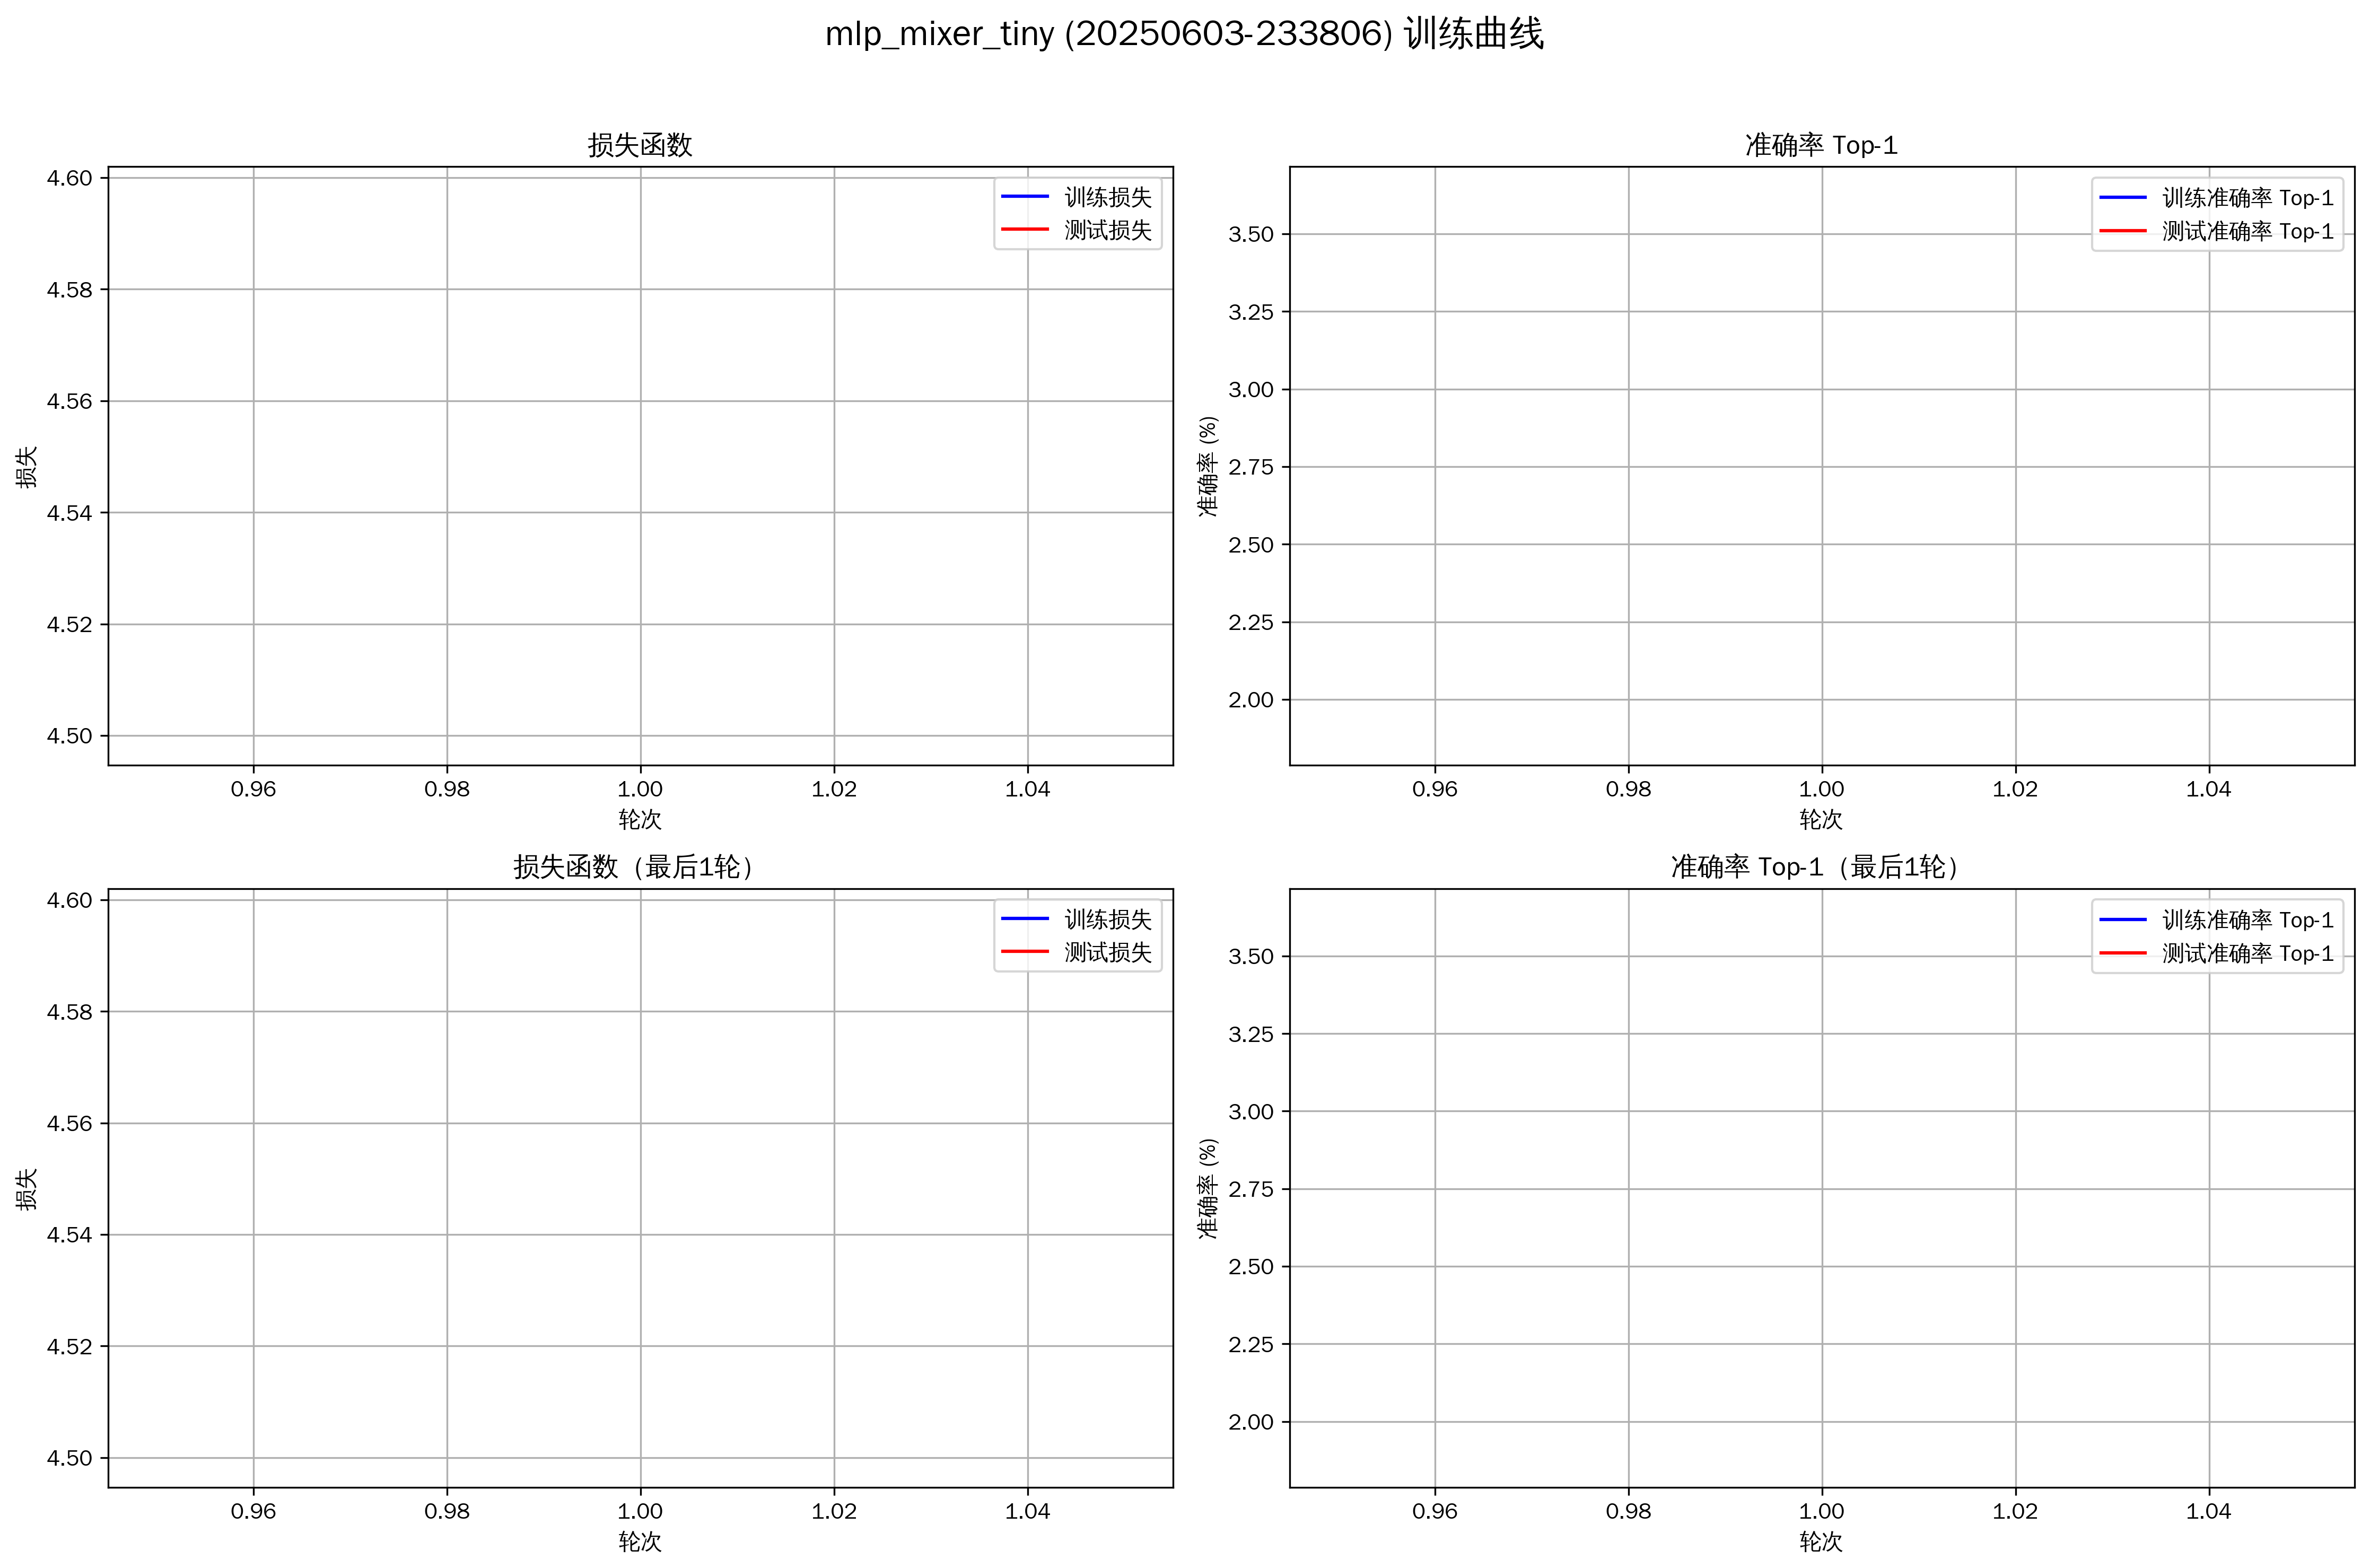 mlp_mixer_tiny (20250603-233806) 训练曲线
损失函数
4.60
4.58
4.56
4.54
4.52
4.50
损失
训练损失
测试损失
0.96 0.98 1.00 1.02 1.04
轮次
准确率 Top-1
3.50
3.25
3.00
2.75
2.50
2.25
2.00
准确率 (%)
训练准确率 Top-1
测试准确率 Top-1
0.96 0.98 1.00 1.02 1.04
轮次
损失函数（最后1轮）
4.60
4.58
4.56
4.54
4.52
4.50
损失
训练损失
测试损失
0.96 0.98 1.00 1.02 1.04
轮次
准确率 Top-1（最后1轮）
3.50
3.25
3.00
2.75
2.50
2.25
2.00
准确率 (%)
训练准确率 Top-1
测试准确率 Top-1
0.96 0.98 1.00 1.02 1.04
轮次